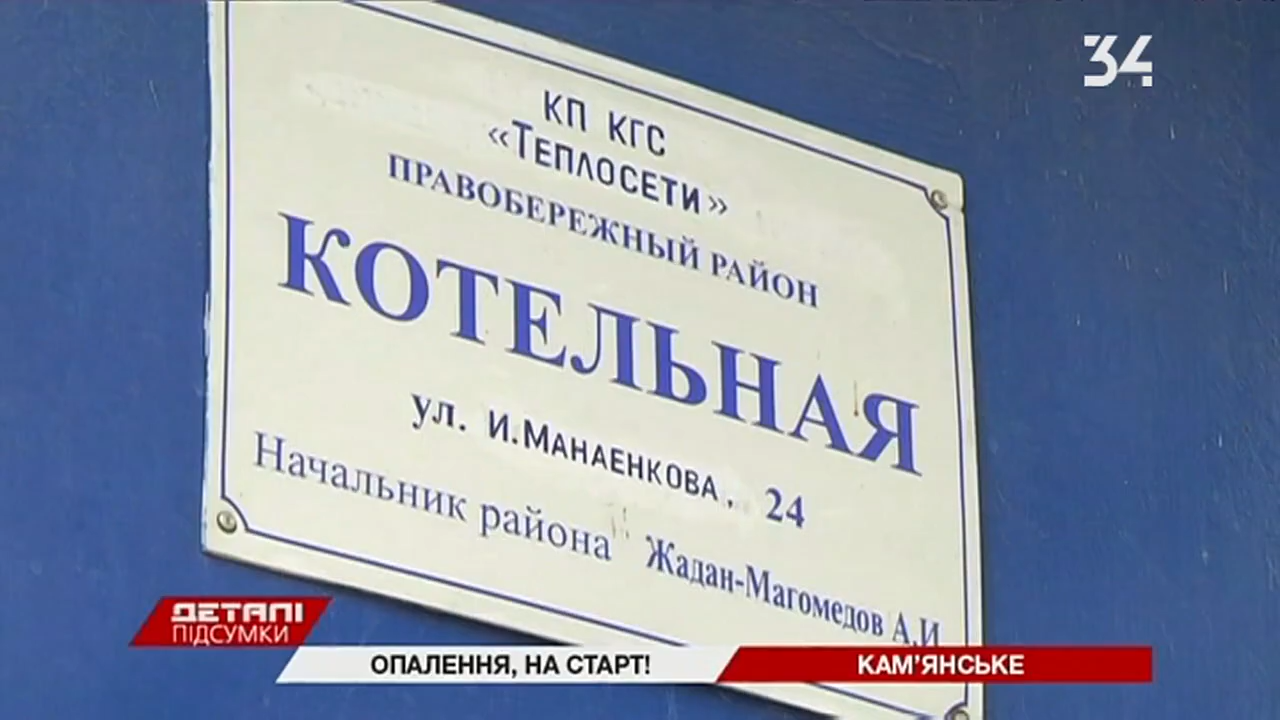 34
КП КГС
«ТЕПЛОСЕТИ»
ПРАВОБЕРЕЖНЫЙ РАЙОН
КОТЕЛЬНАЯ
ул. И.МАНАЕНКОВА, 24
Начальник района Жадан-Магомедов А.И
ДЕТАЛІ
ПІДСУМКИ
ОПАЛЕННЯ, НА СТАРТ!
КАМ'ЯНСЬКЕ